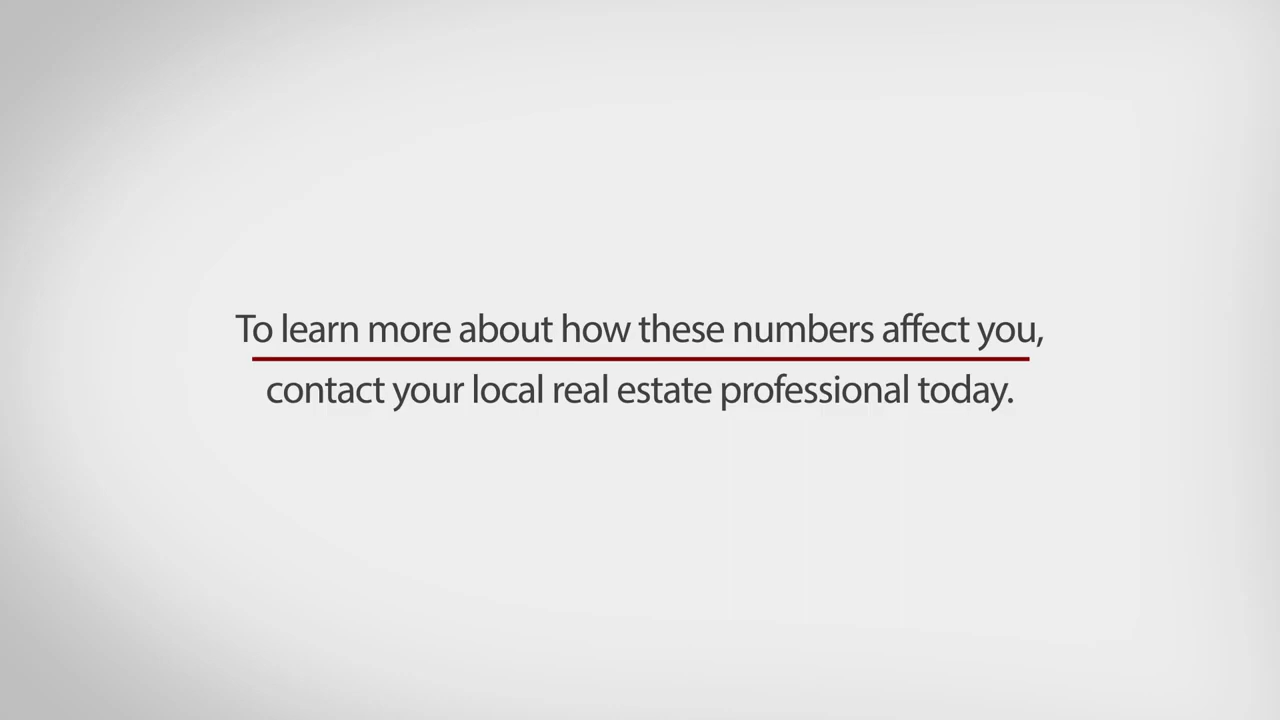 To learn more about how these numbers affect you,
contact your local real estate professional today.